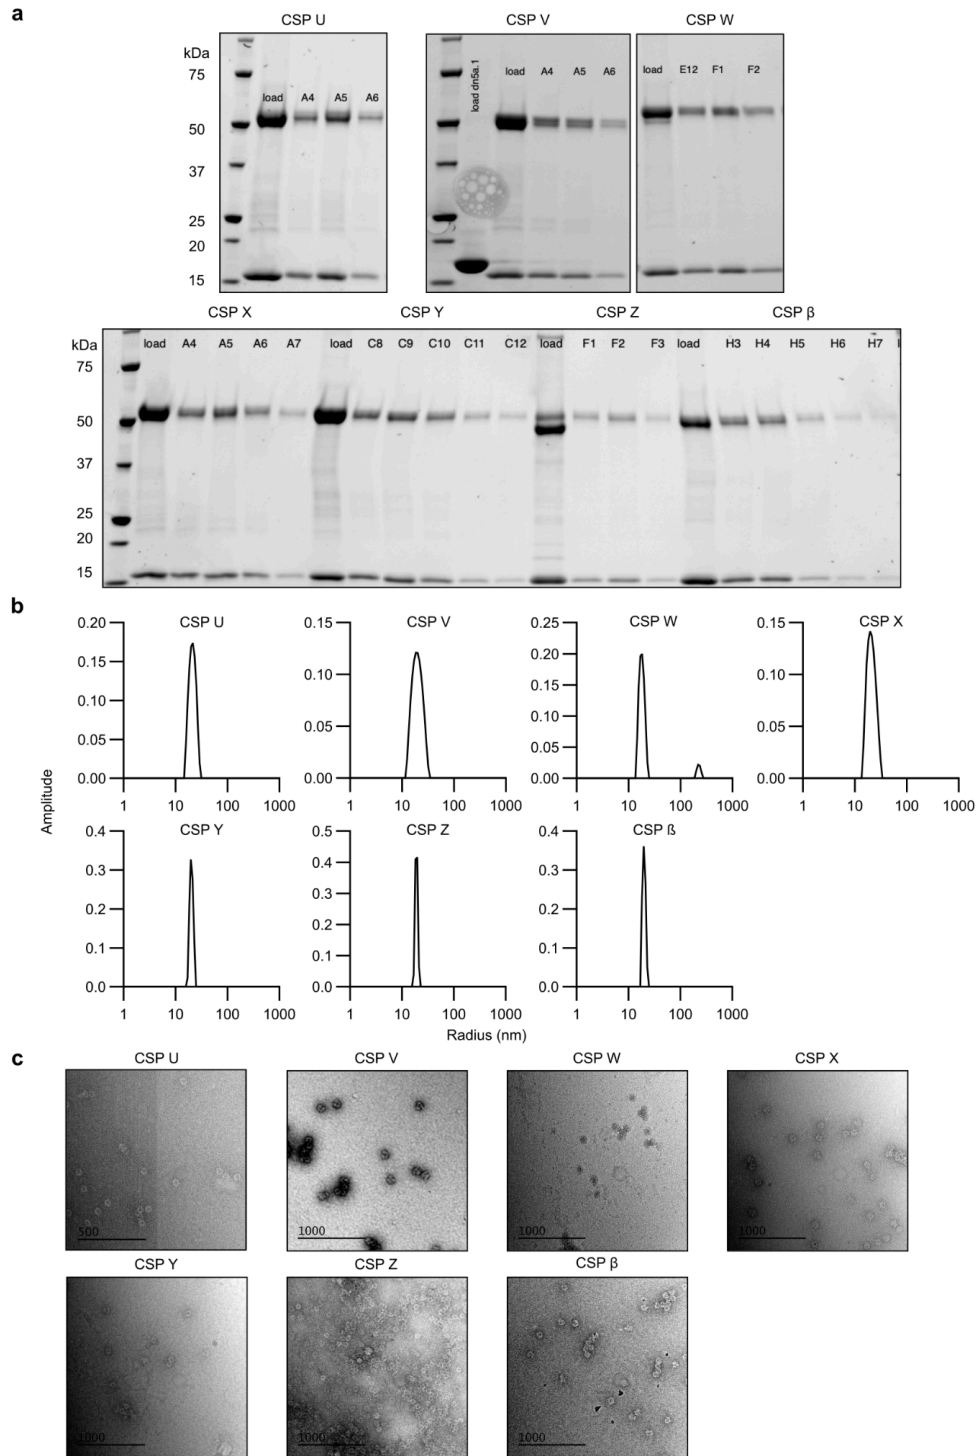 a
CSP U CSP V CSP W
kDa
75
50
37
25
20
15
load A4 A5 A6
load dn5a.1
load A4 A5 A6
load E12 F1 F2
CSP X CSP Y CSP Z CSP β
kDa
75
50
37
25
20
15
load A4 A5 A6 A7 load C8 C9 C10 C11 C12 load F1 F2 F3 load H3 H4 H5 H6 H7
b
Amplitude
CSP U
0.20
0.15
0.10
0.05
0.00
1 10 100 1000
CSP V
0.15
0.10
0.05
0.00
1 10 100 1000
CSP W
0.25
0.20
0.15
0.10
0.05
0.00
1 10 100 1000
CSP X
0.15
0.10
0.05
0.00
1 10 100 1000
CSP Y
0.4
0.3
0.2
0.1
0.0
1 10 100 1000
CSP Z
0.5
0.4
0.3
0.2
0.1
0.0
1 10 100 1000
CSP ß
0.4
0.3
0.2
0.1
0.0
1 10 100 1000
Radius (nm)
c
CSP U CSP V CSP W CSP X
500 1000 1000 1000
CSP Y CSP Z CSP β
1000 1000 1000